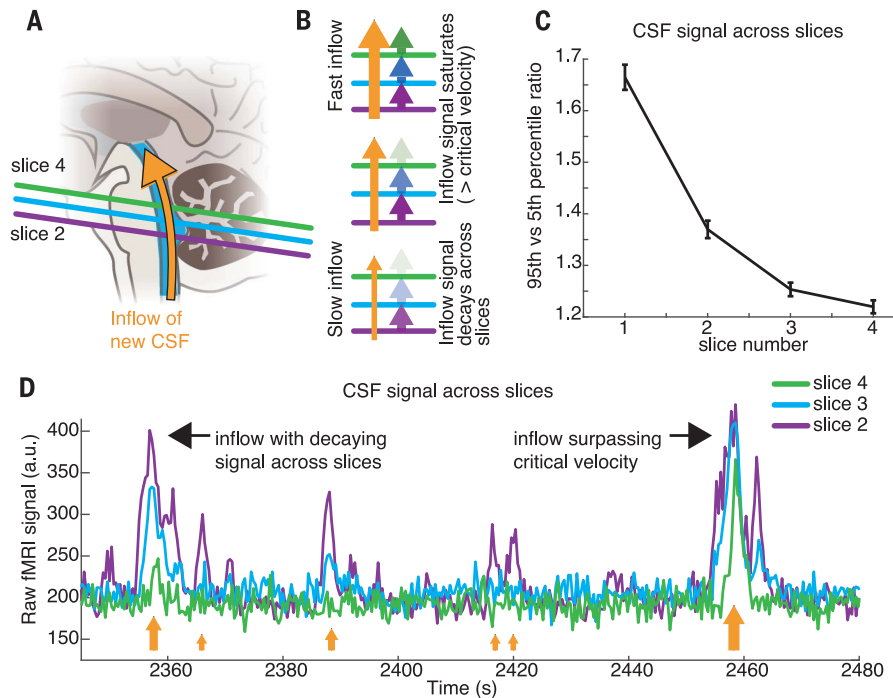 A
slice 4
slice 2
Inflow of
new CSF
B
Fast inflow
Slow inflow
Inflow signal saturates
( > critical velocity)
Inflow signal
decays across
slices
C
CSF signal across slices
95th vs 5th percentile ratio
1.7
1.6
1.5
1.4
1.3
1.2
1 2 3 4
slice number
D
CSF signal across slices
slice 4
slice 3
slice 2
inflow with decaying
signal across slices
inflow surpassing
critical velocity
Raw fMRI signal (a.u.)
400
350
300
250
200
150
2360 2380 2400 2420 2440 2460 2480
Time (s)